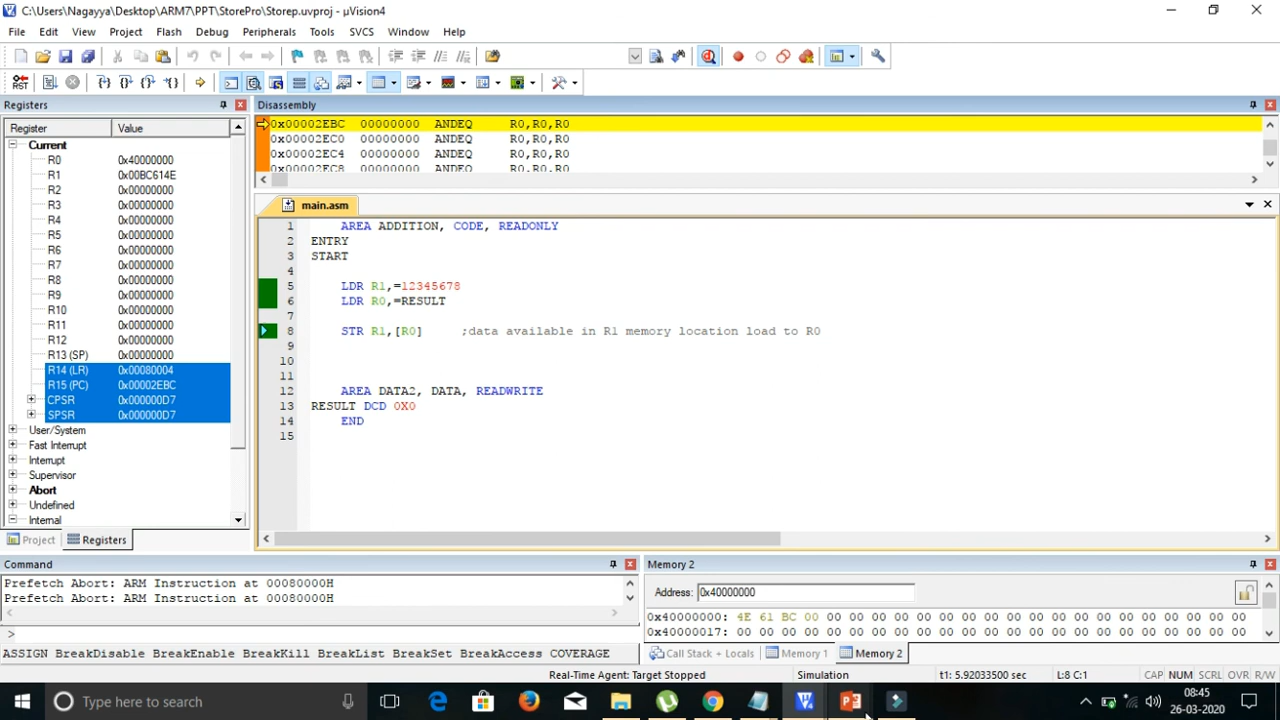 C:\Users\Nagayya\Desktop\ARM7\PPT\StorePro\Storep.uvproj - µVision4
File Edit View Project Flash Debug Peripherals Tools SVCS Window Help
RST
Registers
Register Value
Current
R0 0x40000000
R1 0x00BC614E
R2 0x00000000
R3 0x00000000
R4 0x00000000
R5 0x00000000
R6 0x00000000
R7 0x00000000
R8 0x00000000
R9 0x00000000
R10 0x00000000
R11 0x00000000
R12 0x00000000
R13 (SP) 0x00000000
R14 (LR) 0x00080004
R15 (PC) 0x00002EBC
CPSR 0x000000D7
SPSR 0x000000D7
User/System
Fast Interrupt
Interrupt
Supervisor
Abort
Undefined
Internal
Project Registers
Disassembly
0x00002EBC 00000000 ANDEQ R0,R0,R0
0x00002EC0 00000000 ANDEQ R0,R0,R0
0x00002EC4 00000000 ANDEQ R0,R0,R0
0x00002EC8 00000000 ANDEQ R0,R0,R0
main.asm
1 AREA ADDITION, CODE, READONLY
2 ENTRY
3 START
4
5 LDR R1,=12345678
6 LDR R0,=RESULT
7
8 STR R1,[R0] ;data available in R1 memory location load to R0
9
10
11
12 AREA DATA2, DATA, READWRITE
13 RESULT DCD 0X0
14 END
15
Command
Prefetch Abort: ARM Instruction at 00080000H
Prefetch Abort: ARM Instruction at 00080000H
>
ASSIGN BreakDisable BreakEnable BreakKill BreakList BreakSet BreakAccess COVERAGE
Memory 2
Address: 0x40000000
0x40000000: 4E 61 BC 00 00 00 00 00 00 00 00 00 00 00 00 00 00 00 00 00 00 00 00
0x40000017: 00 00 00 00 00 00 00 00 00 00 00 00 00 00 00 00 00 00 00 00 00 00 00
Call Stack + Locals Memory 1 Memory 2
Real-Time Agent: Target Stopped Simulation t1: 5.92033500 sec L:8 C:1 CAP NUM SCRL OVR R/W
Type here to search
08:45
26-03-2020